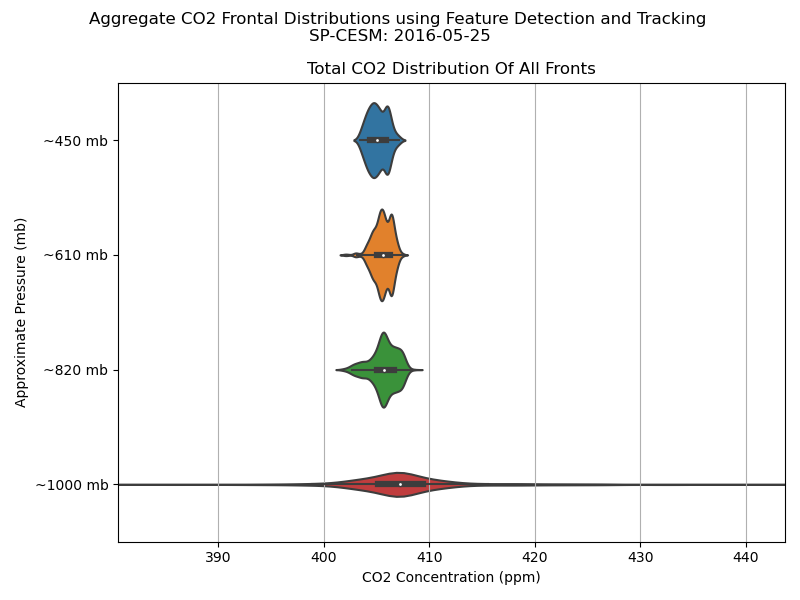 Aggregate CO2 Frontal Distributions using Feature Detection and Tracking
SP-CESM: 2016-05-25
Total CO2 Distribution Of All Fronts
Approximate Pressure (mb)
~450 mb
~610 mb
~820 mb
~1000 mb
390 400 410 420 430 440
CO2 Concentration (ppm)